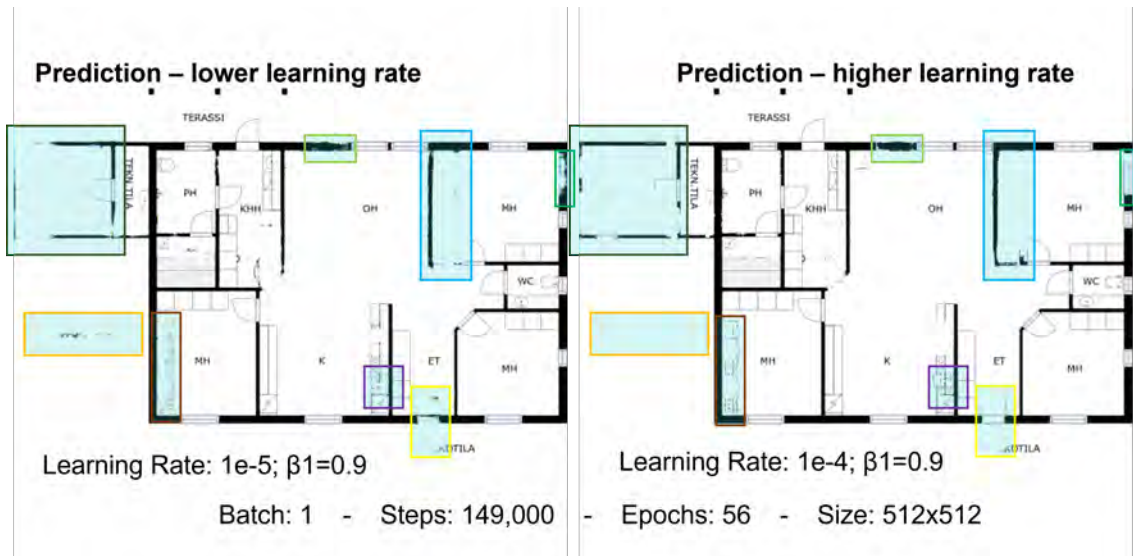 Prediction – lower learning rate
TERASSI
TEKN.TILA
PH
KHH
OH
MH
WC
MH
K
ET
MH
Learning Rate: 1e-5; β1=0.9
Prediction – higher learning rate
TERASSI
TEKN.TILA
PH
KHH
OH
MH
WC
MH
K
ET
MH
Learning Rate: 1e-4; β1=0.9
Batch: 1 - Steps: 149,000 - Epochs: 56 - Size: 512x512